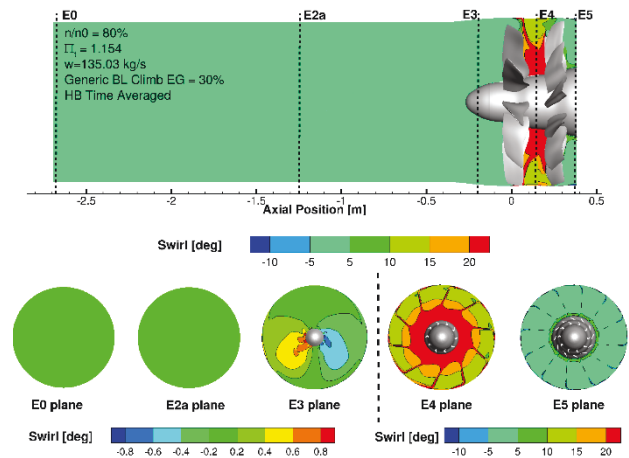 E0 E2a E3 E4 E5
n/n0 = 80%
Π_t = 1.154
w=135.03 kg/s
Generic BL Climb EG = 30%
HB Time Averaged
-2.5 -2 -1.5 -1 -0.5 0 0.5
Axial Position [m]
Swirl [deg]
-10 -5 5 10 15 20
E0 plane E2a plane E3 plane E4 plane E5 plane
Swirl [deg] -0.8 -0.6 -0.4 -0.2 0.2 0.4 0.6 0.8 Swirl [deg] -10 -5 5 10 15 20